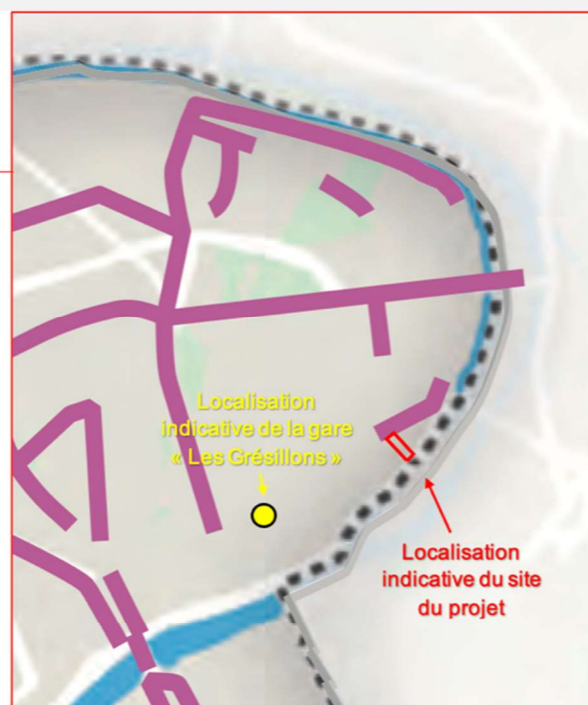 Localisation
indicative de la gare
« Les Grésillons »
Localisation
indicative du site
du projet